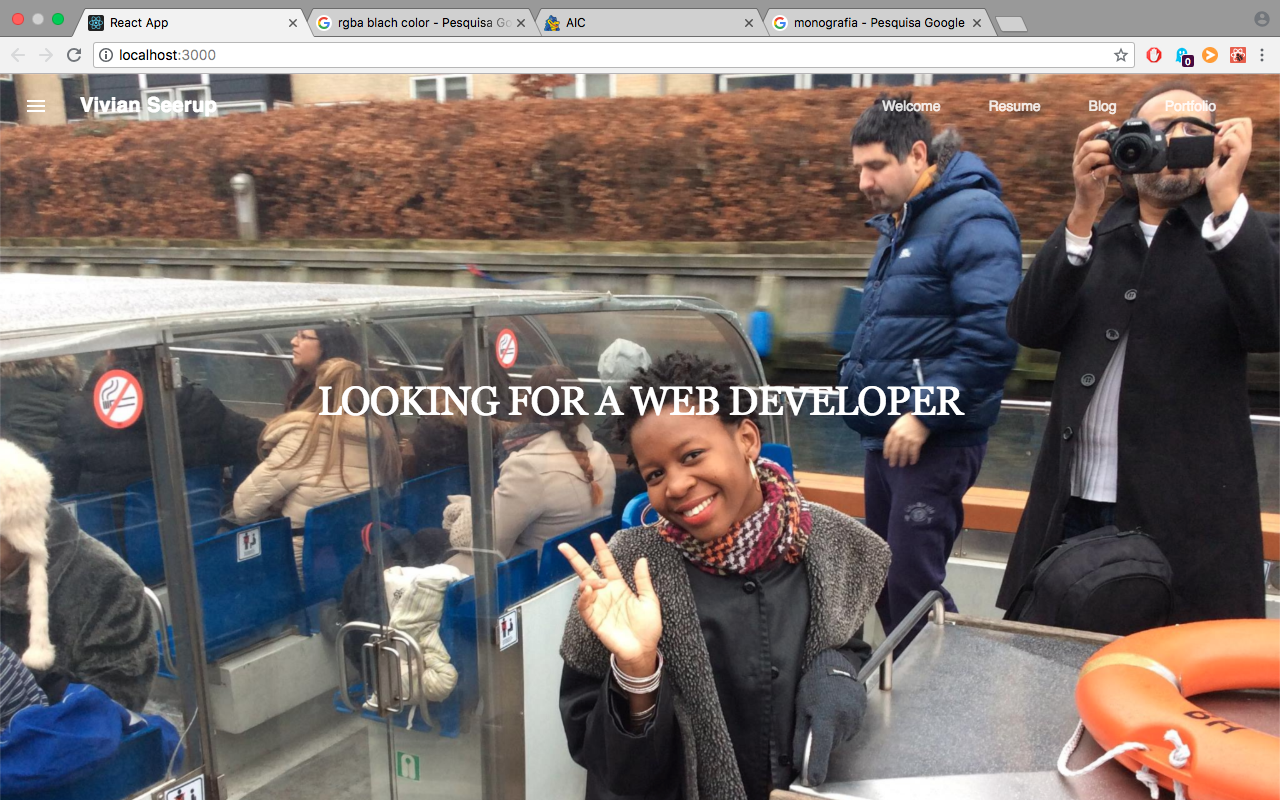 React App
rgba blach color - Pesquisa Go
AIC
monografia - Pesquisa Google
localhost:3000
0
Vivian Seerup
Welcome
Resume
Blog
Portfolio
LOOKING FOR A WEB DEVELOPER